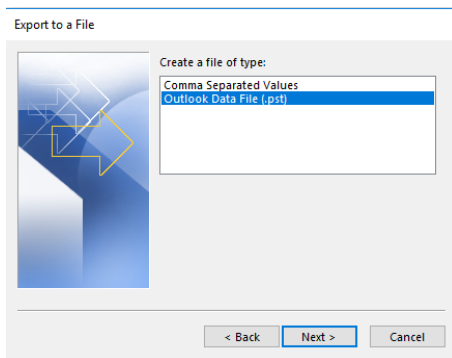 Export to a File
Create a file of type:
Comma Separated Values
Outlook Data File (.pst)
< Back
Next >
Cancel